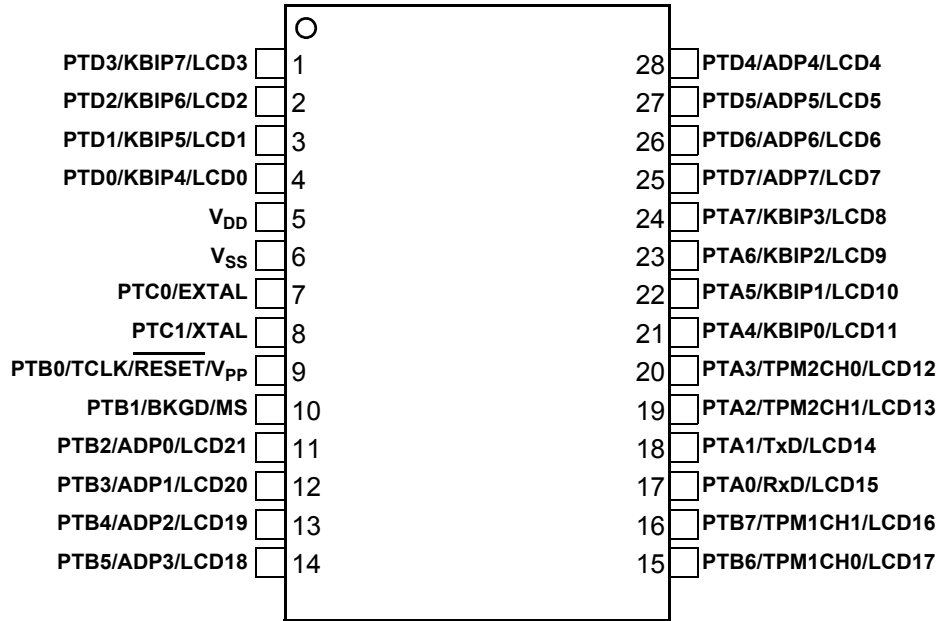 PTD3/KBIP7/LCD3 1 28 PTD4/ADP4/LCD4
PTD2/KBIP6/LCD2 2 27 PTD5/ADP5/LCD5
PTD1/KBIP5/LCD1 3 26 PTD6/ADP6/LCD6
PTD0/KBIP4/LCD0 4 25 PTD7/ADP7/LCD7
VDD 5 24 PTA7/KBIP3/LCD8
VSS 6 23 PTA6/KBIP2/LCD9
PTC0/EXTAL 7 22 PTA5/KBIP1/LCD10
PTC1/XTAL 8 21 PTA4/KBIP0/LCD11
PTB0/TCLK/RESET/VPP 9 20 PTA3/TPM2CH0/LCD12
PTB1/BKGD/MS 10 19 PTA2/TPM2CH1/LCD13
PTB2/ADP0/LCD21 11 18 PTA1/TxD/LCD14
PTB3/ADP1/LCD20 12 17 PTA0/RxD/LCD15
PTB4/ADP2/LCD19 13 16 PTB7/TPM1CH1/LCD16
PTB5/ADP3/LCD18 14 15 PTB6/TPM1CH0/LCD17